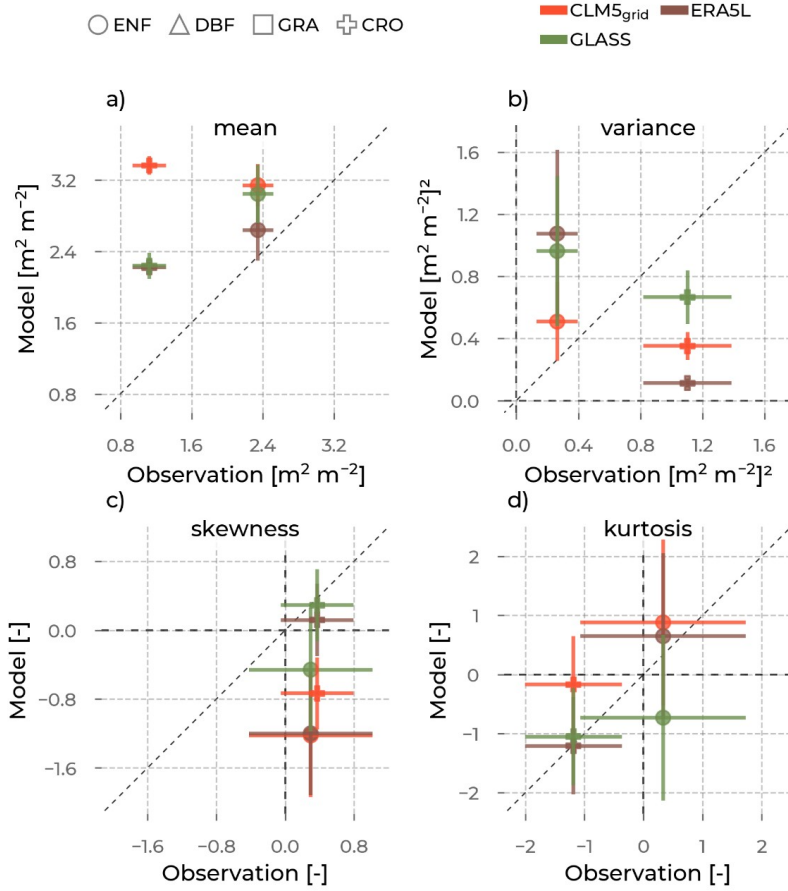 ENF DBF GRA CRO
CLM5grid ERA5L
GLASS
a) b)
mean variance
Model [m² m⁻²] Model [m² m⁻²]²
3.2
2.4
1.6
0.8
0.8 1.6 2.4 3.2
Observation [m² m⁻²]
1.6
1.2
0.8
0.4
0.0
0.0 0.4 0.8 1.2 1.6
Observation [m² m⁻²]²
c) d)
skewness kurtosis
Model [-] Model [-]
0.8
0.0
−0.8
−1.6
−1.6 −0.8 0.0 0.8
Observation [-]
2
1
0
−1
−2
−2 −1 0 1 2
Observation [-]